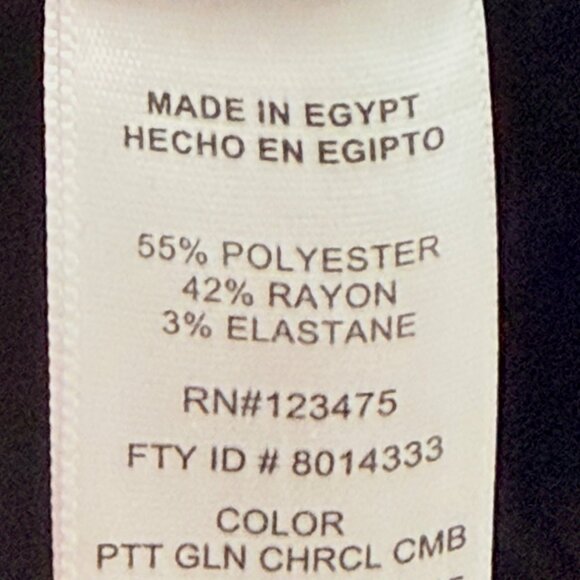 MADE IN EGYPT
HECHO EN EGIPTO
55% POLYESTER
42% RAYON
3% ELASTANE
RN#123475
FTY ID # 8014333
COLOR
PTT GLN CHRCL CMB